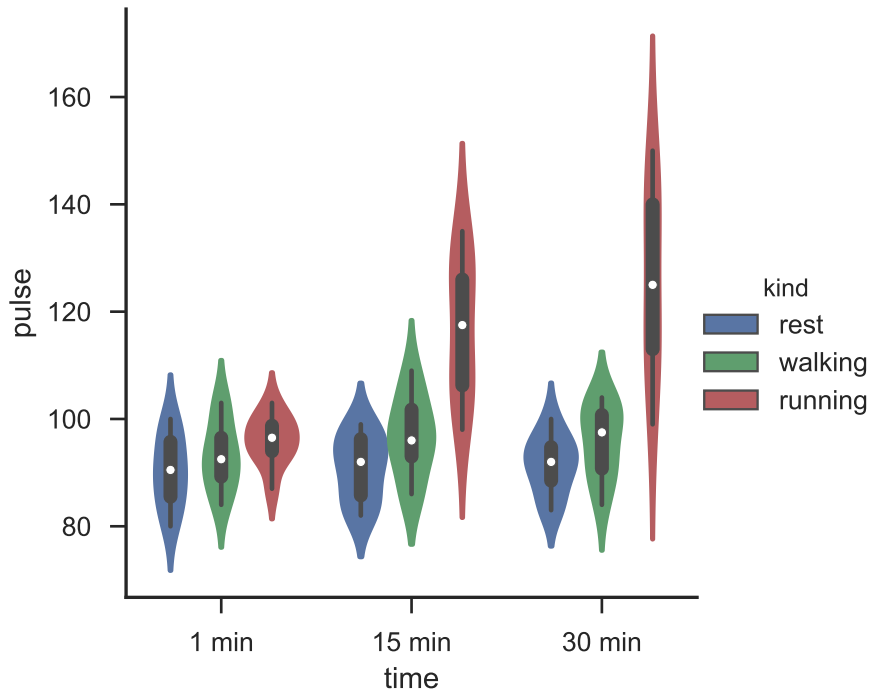 160
140
120
100
80
pulse
1 min
15 min
30 min
time
kind
rest
walking
running